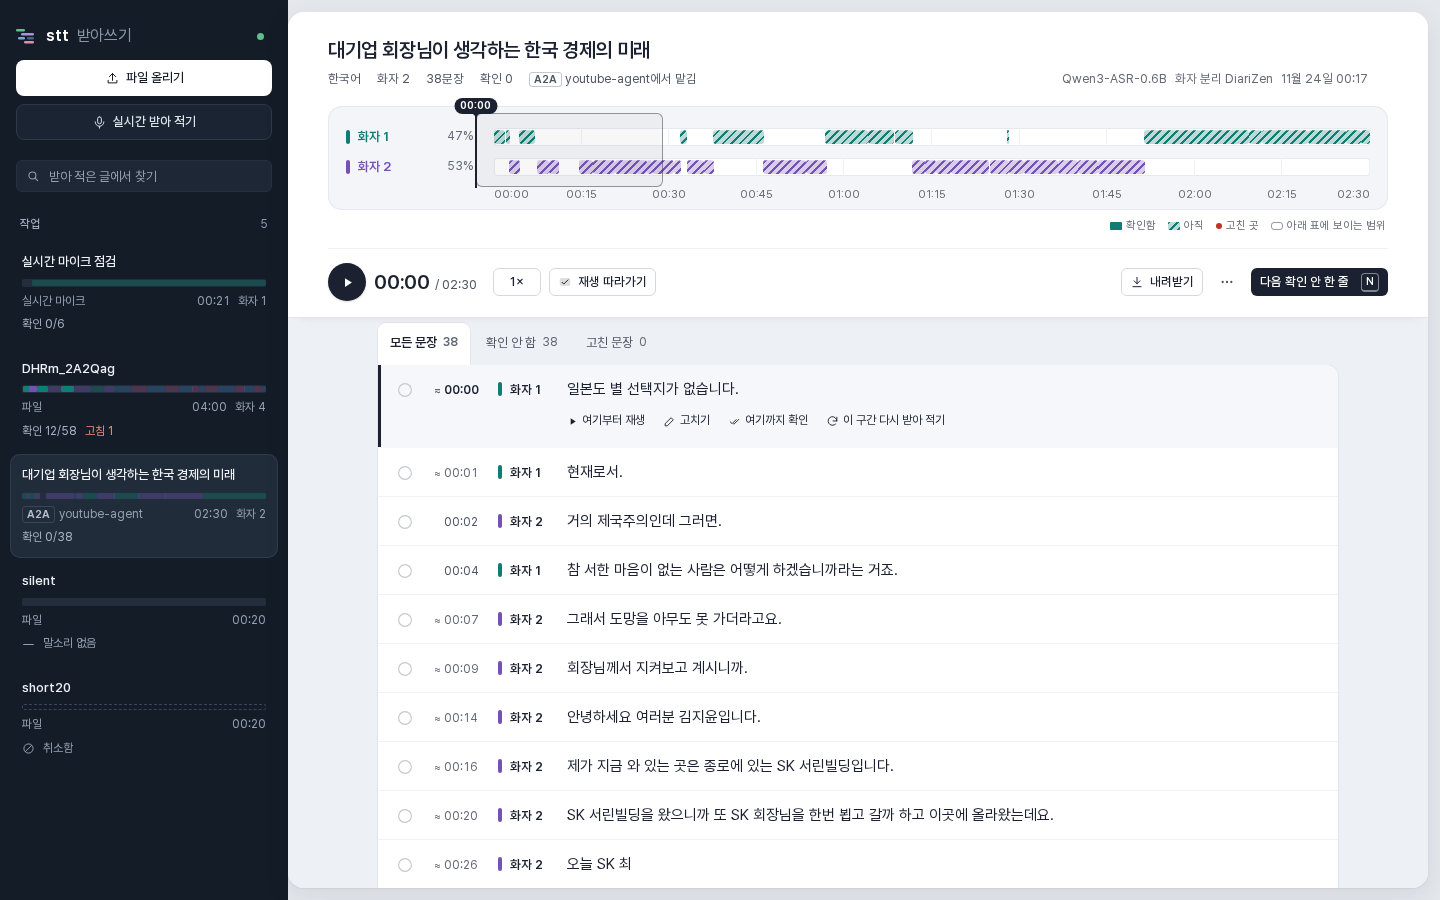 stt 받아쓰기
파일 올리기
실시간 받아 적기
받아 적은 글에서 찾기
작업 5
실시간 마이크 점검
실시간 마이크 00:21 화자 1
확인 0/6
DHRm_2A2Qag
파일 04:00 화자 4
확인 12/58 고침 1
대기업 회장님이 생각하는 한국 경제의 미래
A2A youtube-agent 02:30 화자 2
확인 0/38
silent
파일 00:20
— 말소리 없음
short20
파일 00:20
취소함
대기업 회장님이 생각하는 한국 경제의 미래
한국어 화자 2 38문장 확인 0 A2A youtube-agent에서 맡김 Qwen3-ASR-0.6B 화자 분리 DiariZen 11월 24일 00:17
00:00
화자 1 47%
화자 2 53%
00:00 00:15 00:30 00:45 01:00 01:15 01:30 01:45 02:00 02:15 02:30
확인함 아직 고친 곳 아래 표에 보이는 범위
00:00 / 02:30 1× 재생 따라가기 내려받기 ··· 다음 확인 안 한 줄 N
모든 문장 38 확인 안 함 38 고친 문장 0
≈ 00:00 화자 1 일본도 별 선택지가 없습니다.
여기부터 재생 고치기 여기까지 확인 이 구간 다시 받아 적기
≈ 00:01 화자 1 현재로서.
00:02 화자 2 거의 제국주의인데 그러면.
00:04 화자 1 참 서한 마음이 없는 사람은 어떻게 하겠습니까라는 거죠.
≈ 00:07 화자 2 그래서 도망을 아무도 못 가더라고요.
≈ 00:09 화자 2 회장님께서 지켜보고 계시니까.
≈ 00:14 화자 2 안녕하세요 여러분 김지윤입니다.
≈ 00:16 화자 2 제가 지금 와 있는 곳은 종로에 있는 SK 서린빌딩입니다.
≈ 00:20 화자 2 SK 서린빌딩을 왔으니까 또 SK 회장님을 한번 뵙고 갈까 하고 이곳에 올라왔는데요.
≈ 00:26 화자 2 오늘 SK 최